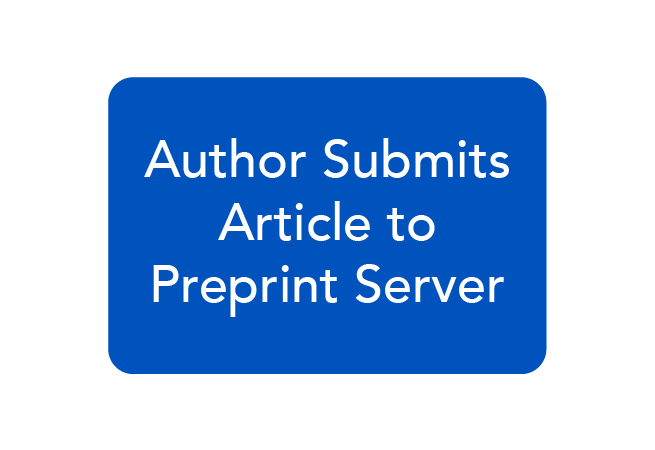 Author Submits
Article to
Preprint Server